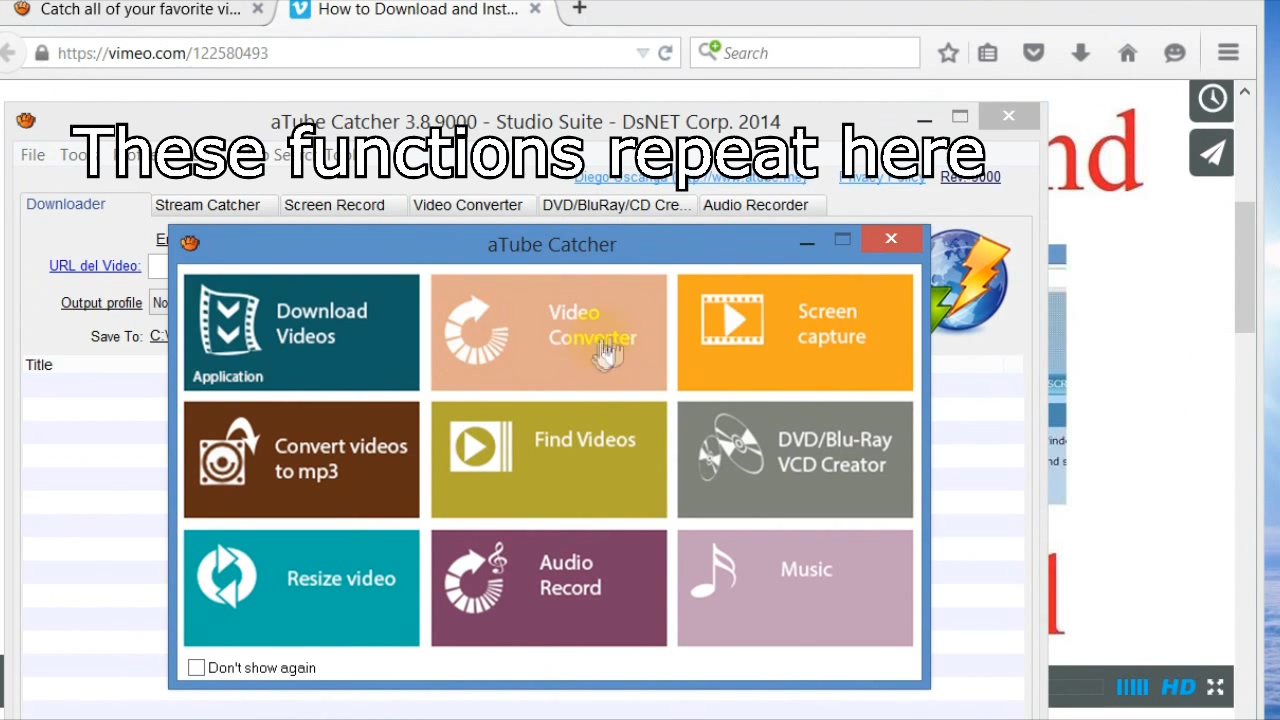 Catch all of your favorite vi...
How to Download and Inst...
https://vimeo.com/122580493
Search
aTube Catcher 3.8.9000 - Studio Suite - DsNET Corp. 2014
These functions repeat here
File
Rev. 9000
Downloader
Stream Catcher
Screen Record
Video Converter
DVD/BluRay/CD Cre...
Audio Recorder
aTube Catcher
URL del Video:
Output profile
No
Save To:
C:\
Title
Download
Videos
Application
Video
Converter
Screen
capture
Convert videos
to mp3
Find Videos
DVD/Blu-Ray
VCD Creator
Resize video
Audio
Record
Music
Don't show again
HD